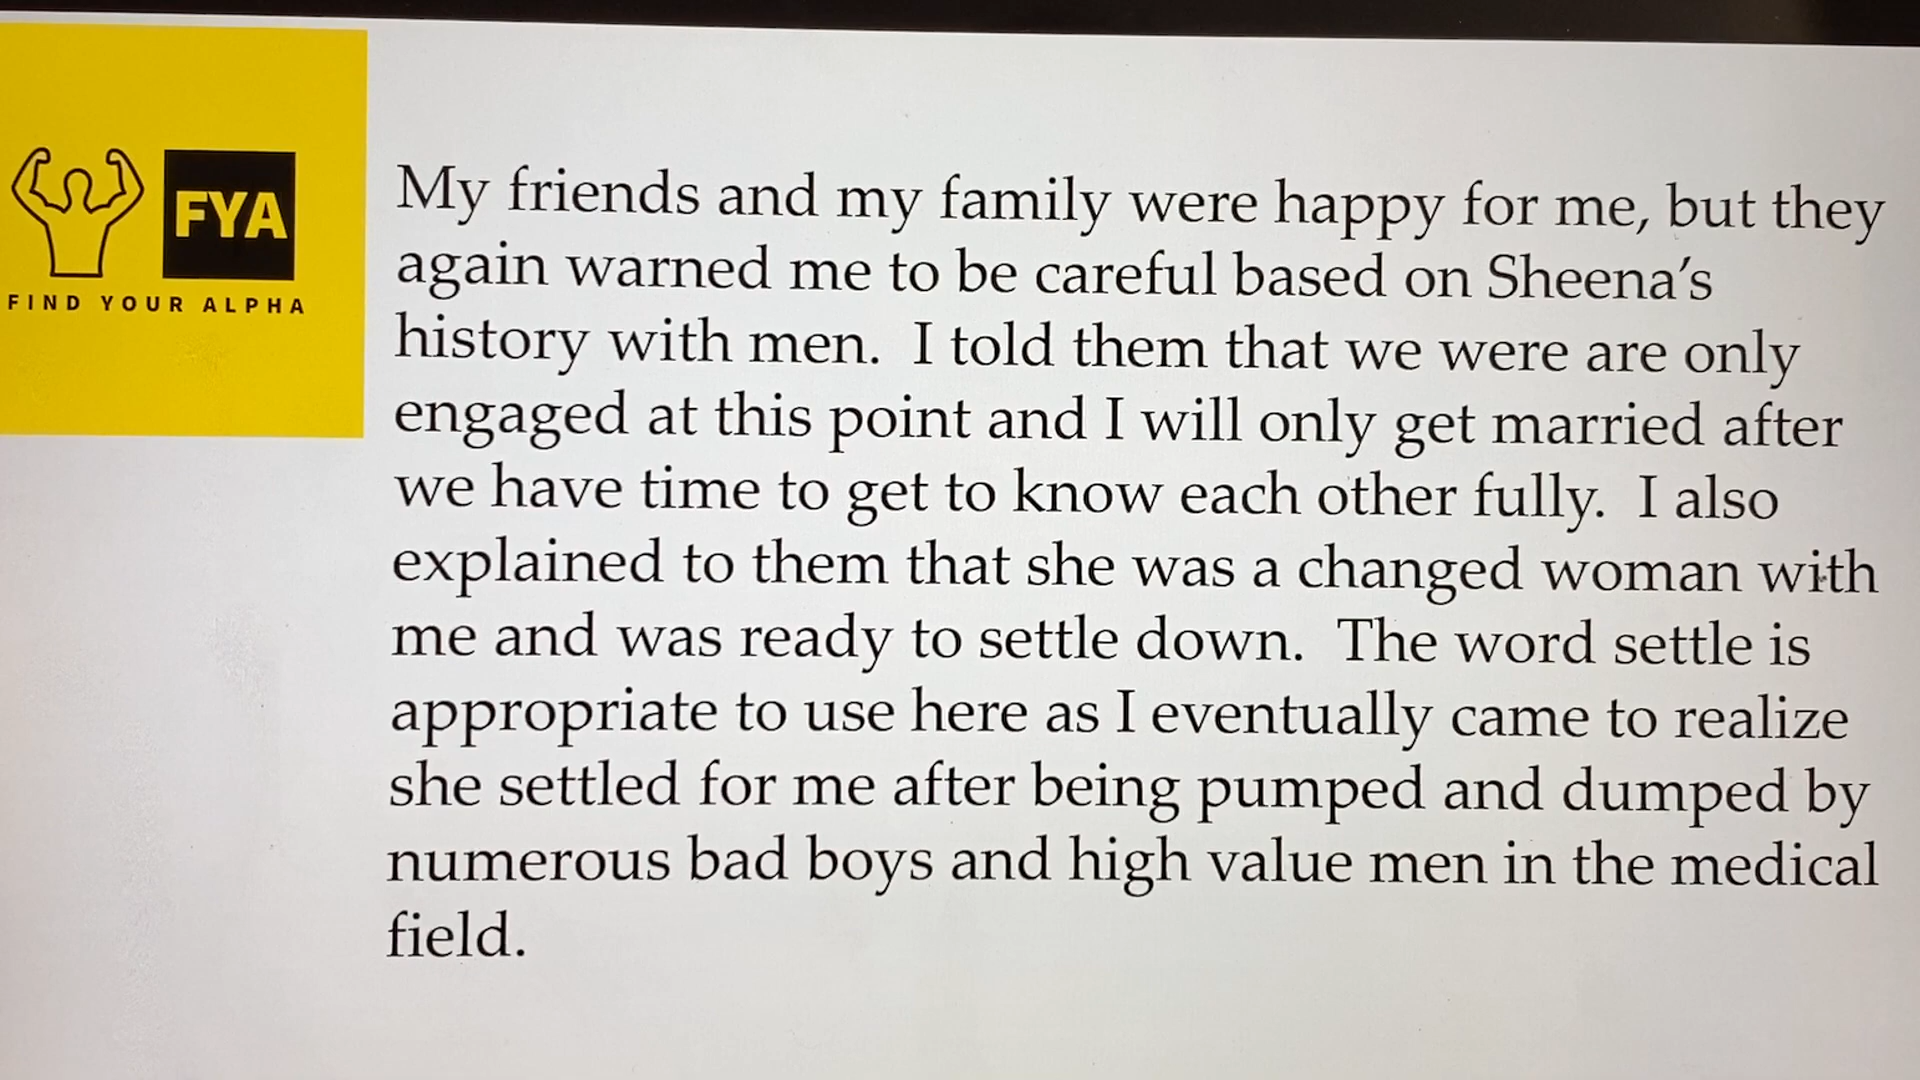 FYA
FIND YOUR ALPHA
My friends and my family were happy for me, but they
again warned me to be careful based on Sheena’s
history with men.  I told them that we were are only
engaged at this point and I will only get married after
we have time to get to know each other fully.  I also
explained to them that she was a changed woman with
me and was ready to settle down.  The word settle is
appropriate to use here as I eventually came to realize
she settled for me after being pumped and dumped by
numerous bad boys and high value men in the medical
field.